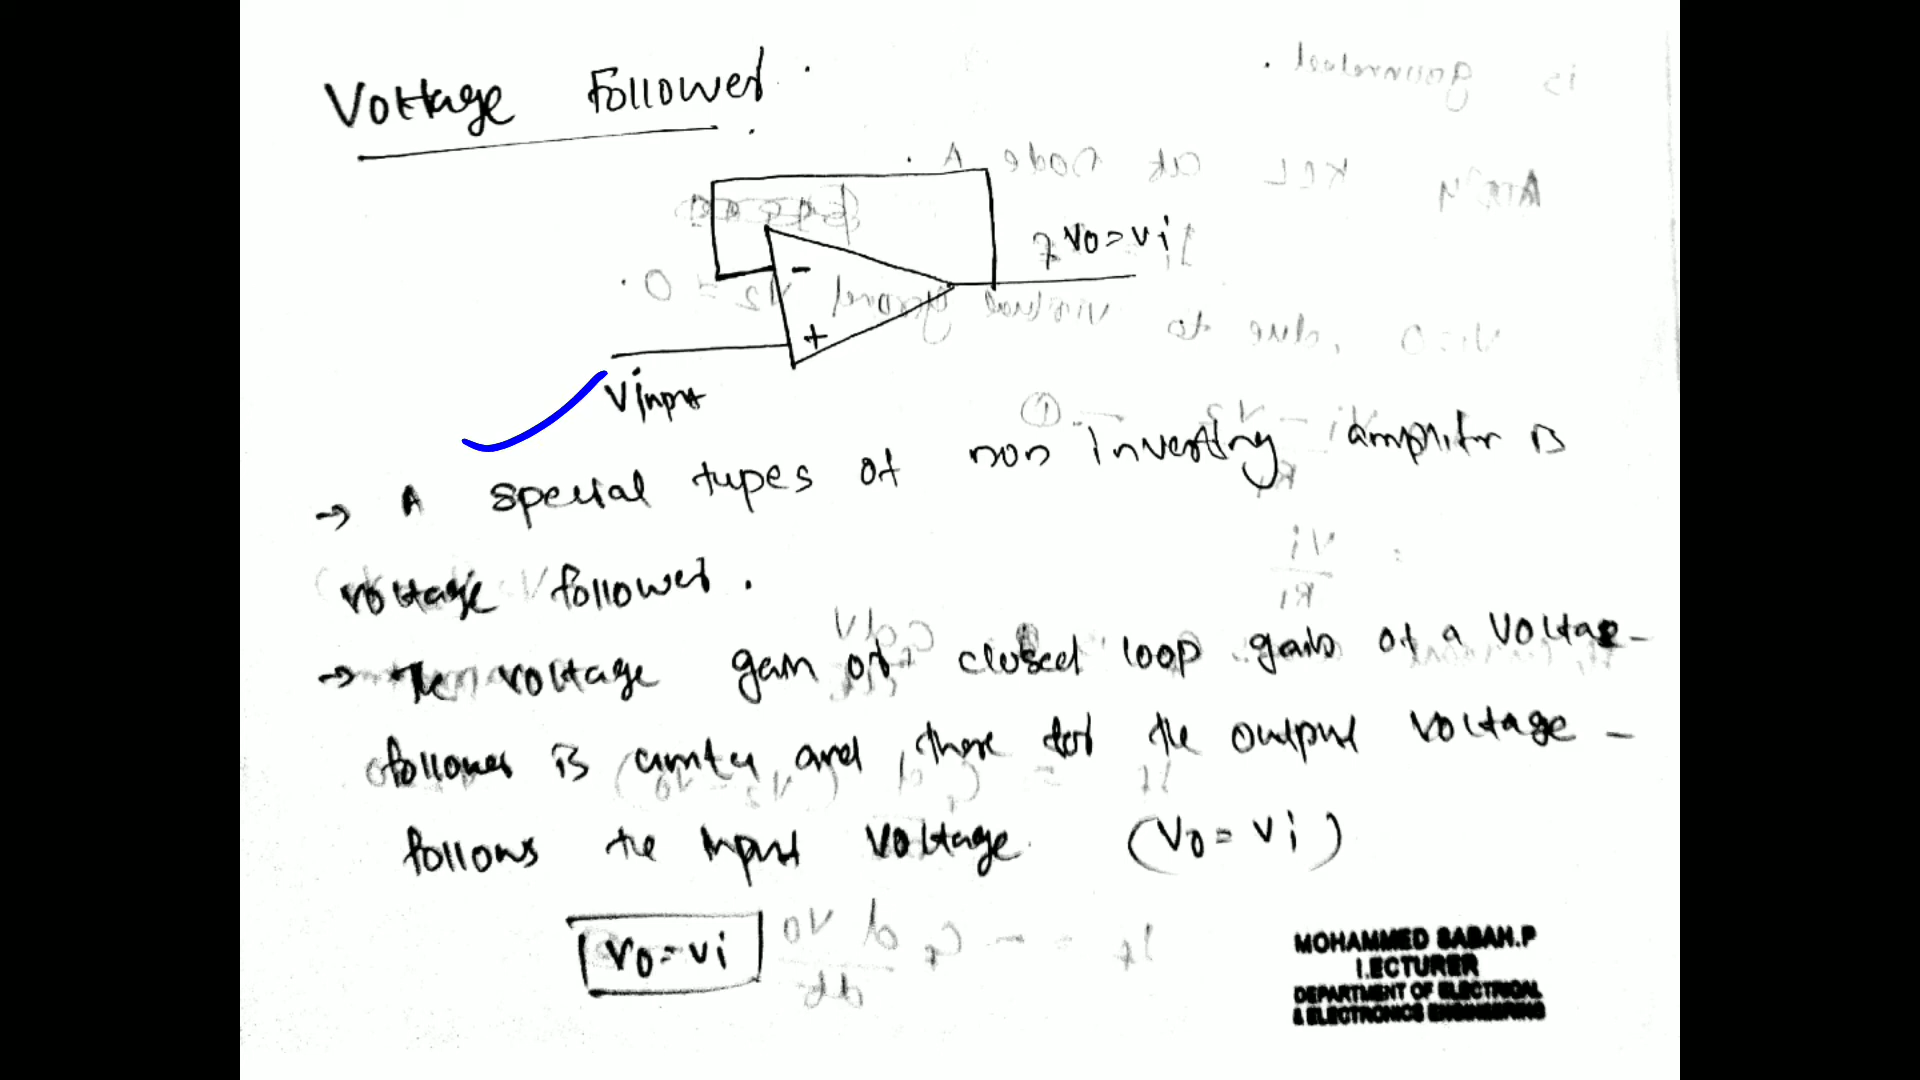 Voltage Follower.
Vo = Vi
-
+
Vinput
→ A special types of non inverting amplifier is
voltage follower.
→ The voltage gain or closed loop gain of a voltage-
follower is unity and there for the output voltage -
follows the input voltage. (Vo = Vi)
Vo = Vi
MOHAMMED SABAH.P
LECTURER
DEPARTMENT OF ELECTRICAL
& ELECTRONICS ENGINEERING